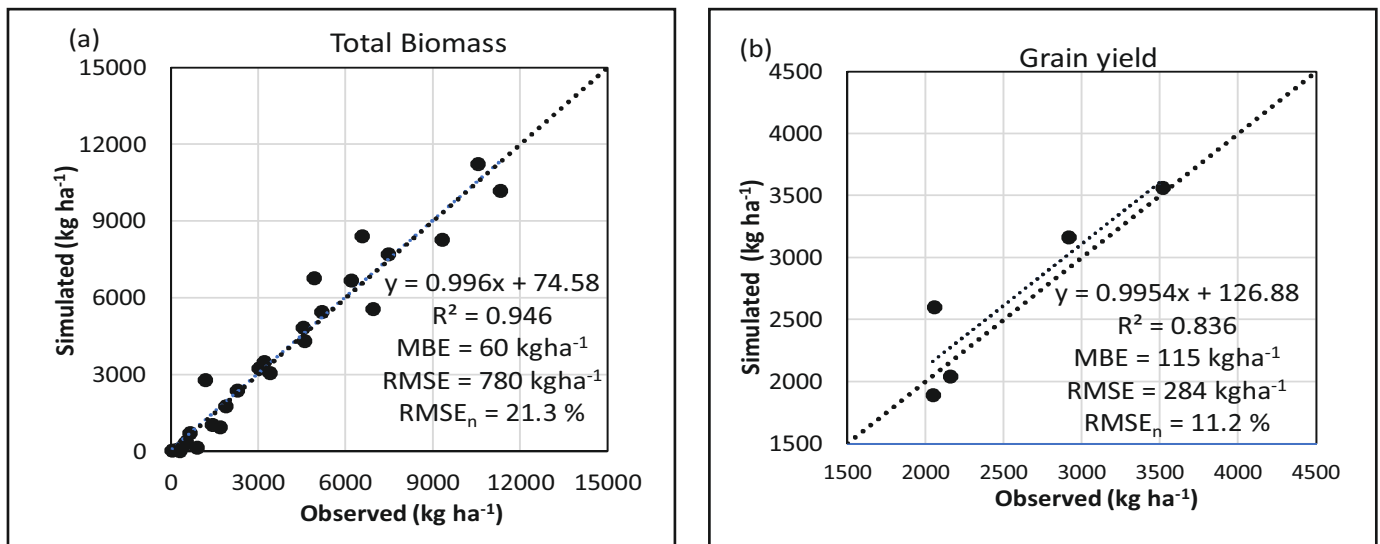 (a)
Total Biomass
15000
12000
9000
6000
3000
0
Simulated (kg ha⁻¹)
y = 0.996x + 74.58
R² = 0.946
MBE = 60 kgha⁻¹
RMSE = 780 kgha⁻¹
RMSEₙ = 21.3 %
0 3000 6000 9000 12000 15000
Observed (kg ha⁻¹)
(b)
Grain yield
4500
4000
3500
3000
2500
2000
1500
Simulated (kg ha⁻¹)
y = 0.9954x + 126.88
R² = 0.836
MBE = 115 kgha⁻¹
RMSE = 284 kgha⁻¹
RMSEₙ = 11.2 %
1500 2000 2500 3000 3500 4000 4500
Observed (kg ha⁻¹)